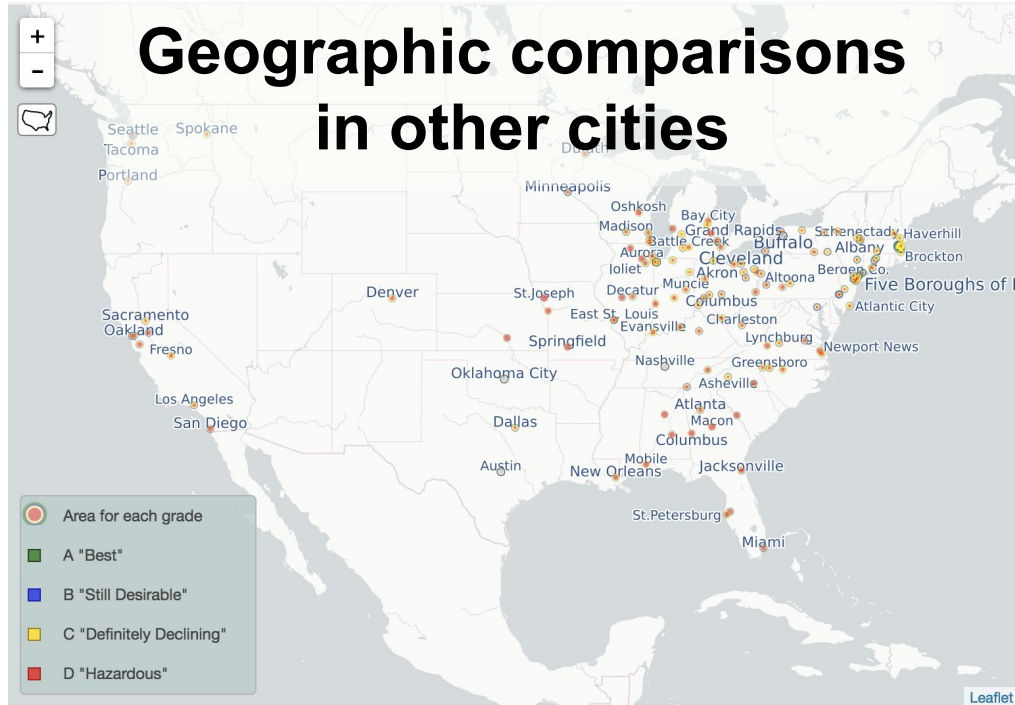 +
-
Geographic comparisons
in other cities
Seattle
Spokane
Tacoma
Portland
Duluth
Minneapolis
Oshkosh
Bay City
Madison
Grand Rapids
Schenectady
Haverhill
Battle Creek
Buffalo
Albany
Aurora
Cleveland
Brockton
Joliet
Akron
Altoona
Bergen Co.
Denver
St.Joseph
Decatur
Muncie
Five Boroughs of
Columbus
Atlantic City
Sacramento
East St. Louis
Charleston
Oakland
Evansville
Lynchburg
Springfield
Newport News
Fresno
Nashville
Greensboro
Oklahoma City
Asheville
Los Angeles
Atlanta
San Diego
Dallas
Macon
Columbus
Austin
Mobile
New Orleans
Jacksonville
St.Petersburg
Miami
Area for each grade
A "Best"
B "Still Desirable"
C "Definitely Declining"
D "Hazardous"
Leaflet